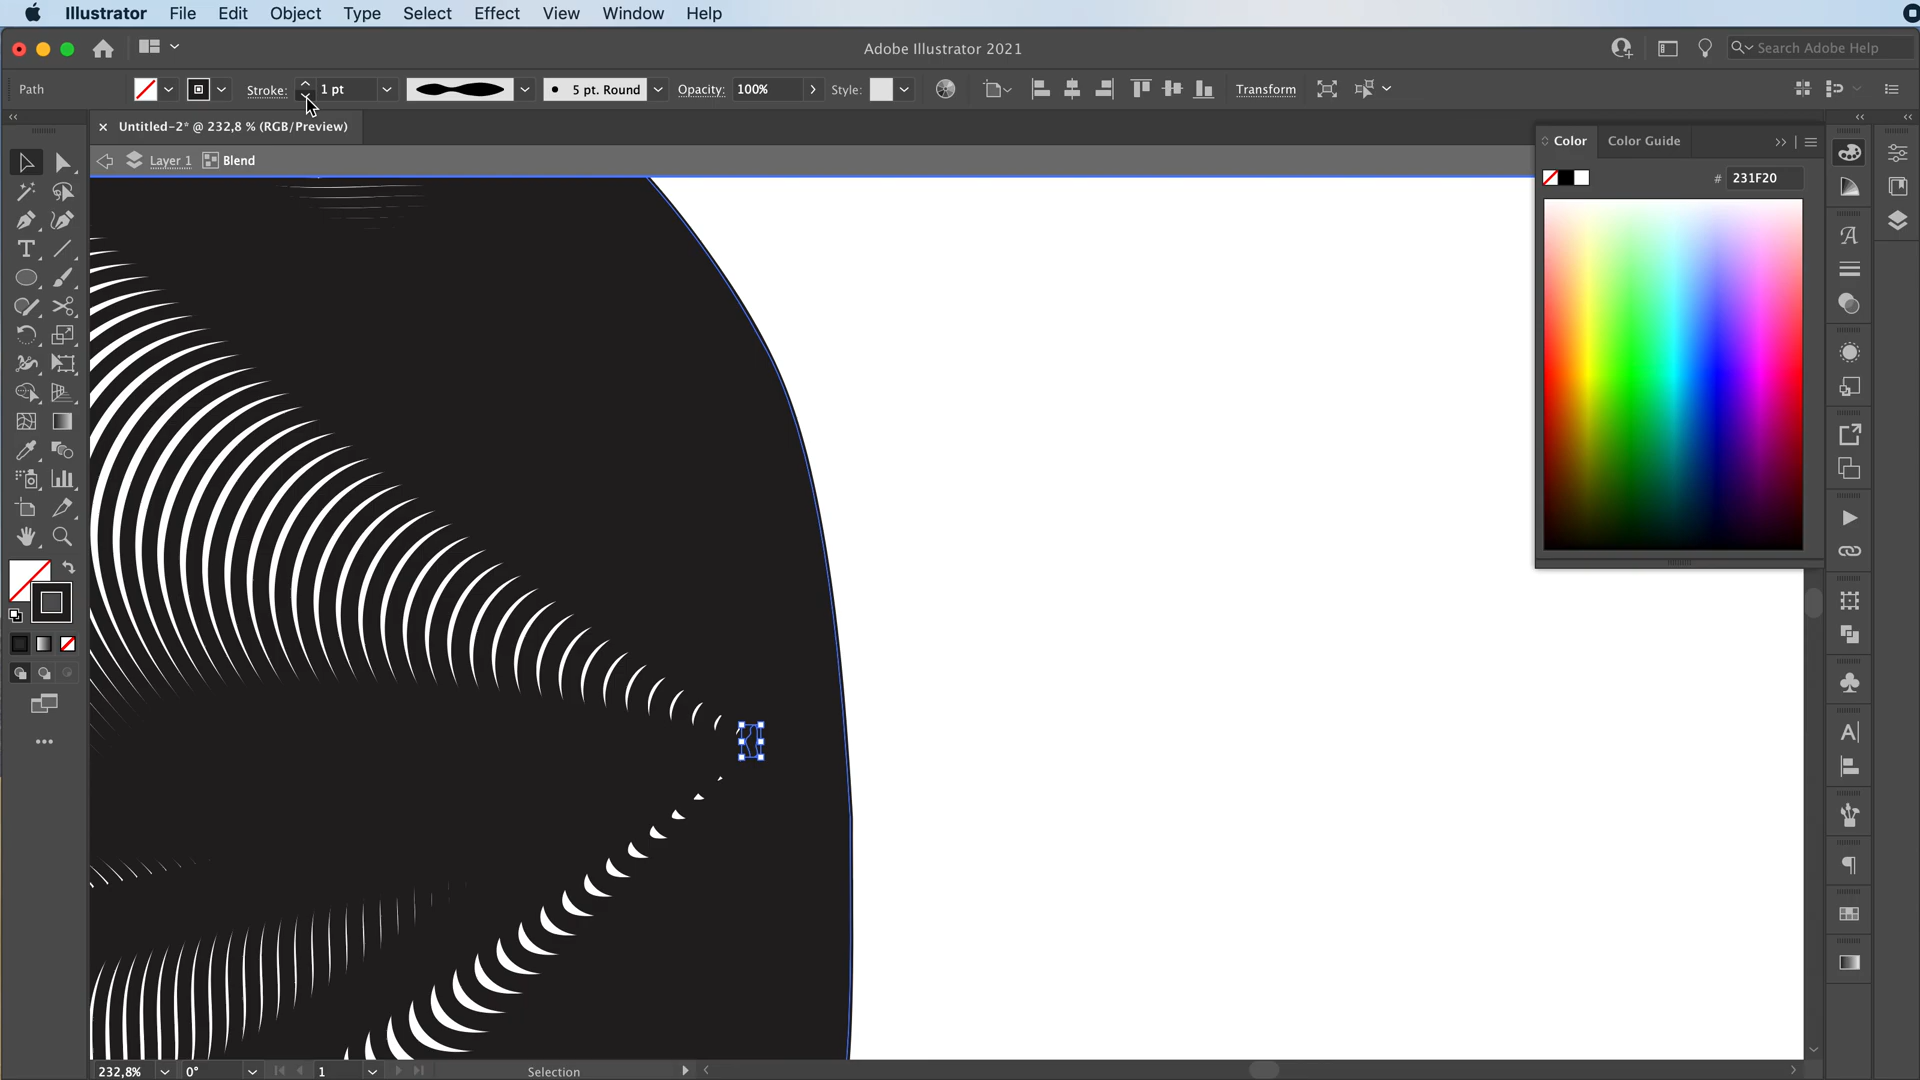 Illustrator File Edit Object Type Select Effect View Window Help
Adobe Illustrator 2021
Search Adobe Help
Path
Stroke: 1 pt
5 pt. Round
Opacity: 100%
Style:
Transform
Untitled-2* @ 232,8 % (RGB/Preview)
Layer 1
Blend
Color
Color Guide
# 231F20
232,8%
0°
1
Selection